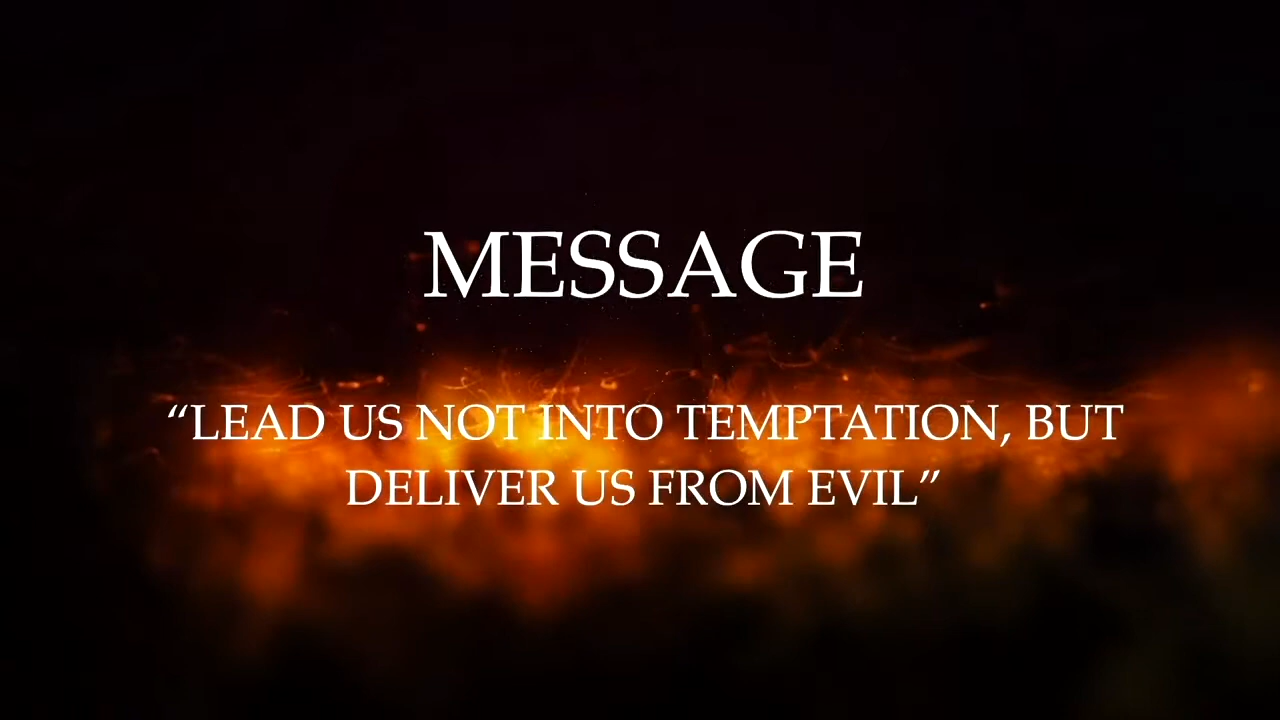 MESSAGE
“LEAD US NOT INTO TEMPTATION, BUT
DELIVER US FROM EVIL”